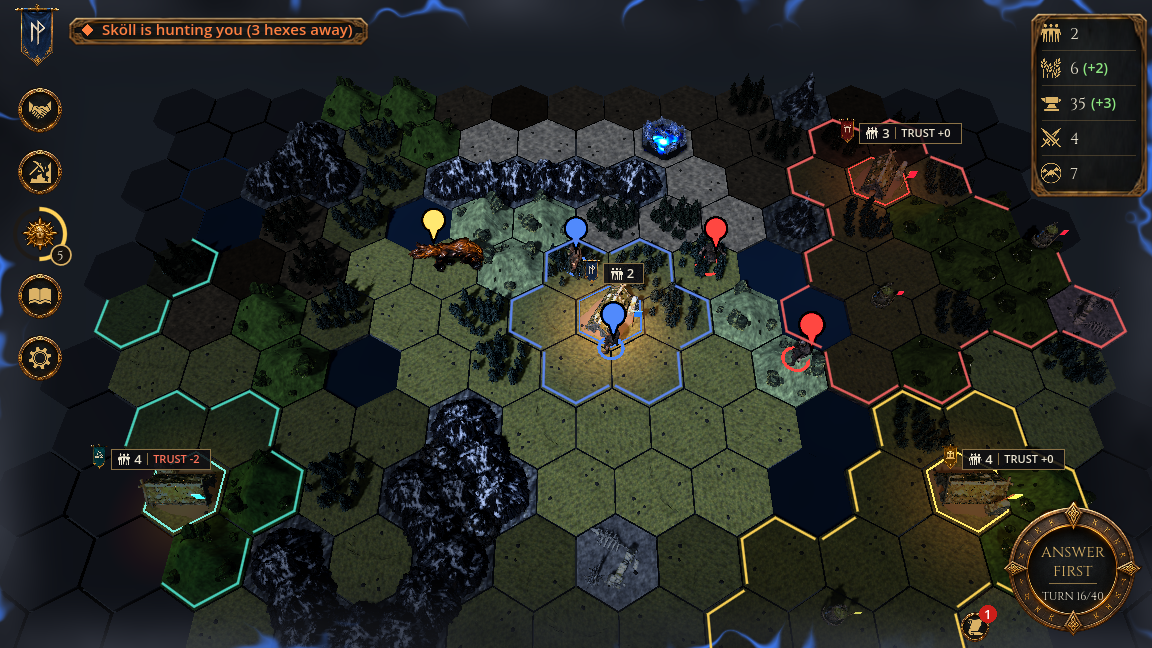 Sköll is hunting you (3 hexes away)
2
6 (+2)
35 (+3)
4
7
5
3 | TRUST +0
2
4 | TRUST -2
4 | TRUST +0
ANSWER
FIRST
TURN 16/40
1